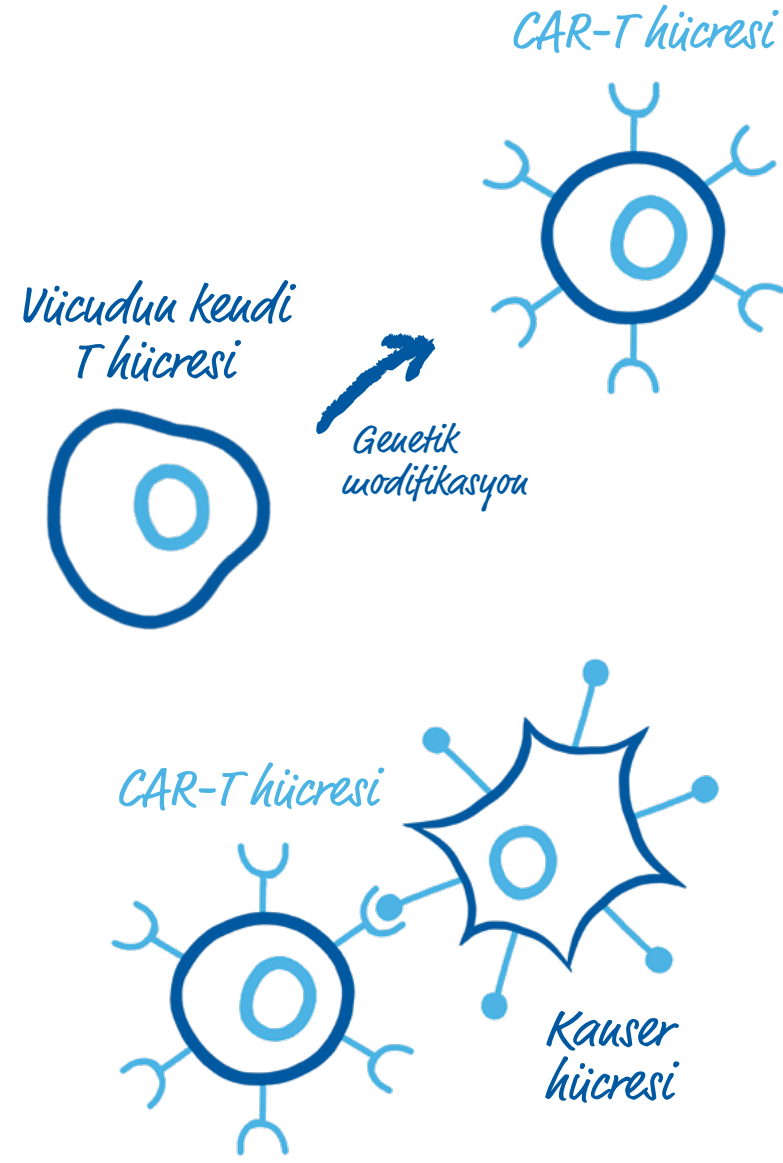 CAR-T hücresi
Vücudun kendi
T hücresi
Genetik
modifikasyon
CAR-T hücresi
Kanser
hücresi